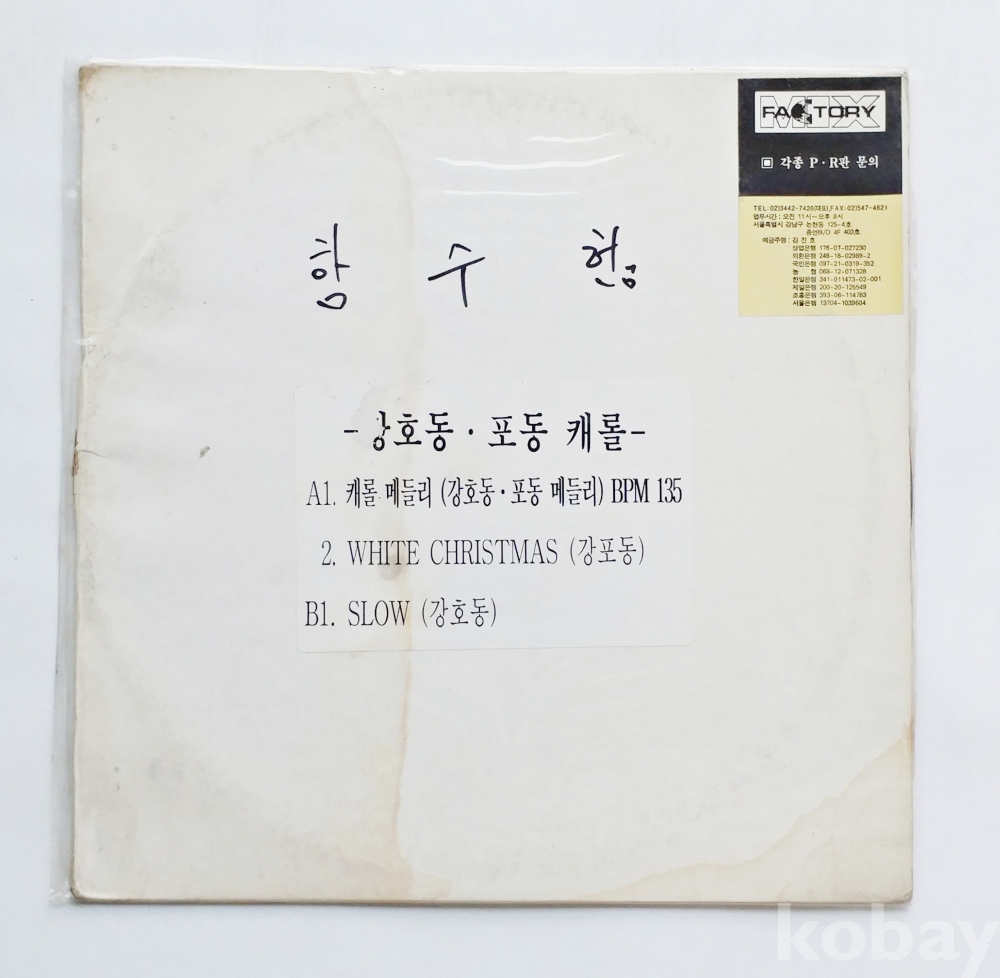 MIX FACTORY
▣ 각종 P·R판 문의
TEL:02)3442-7426(대표),FAX:02)547-4821
업무시간 : 오전 11시~오후 8시
서울특별시 강남구 논현동 125-4호
B/D 4F 403호
예금주명 : 김 진 호
상업은행 176-07-027230
외환은행 246-18-02989-2
국민은행 097-21-0319-352
농 협 068-12-071328
한일은행 341-011473-02-001
제일은행 200-20-125549
조흥은행 393-06-114783
서울은행 13704-1039604
함 수 형
-강호동·포동 캐롤-
A1. 캐롤 메들리 (강호동·포동 메들리) BPM 135
2. WHITE CHRISTMAS (강포동)
B1. SLOW (강호동)
kobay